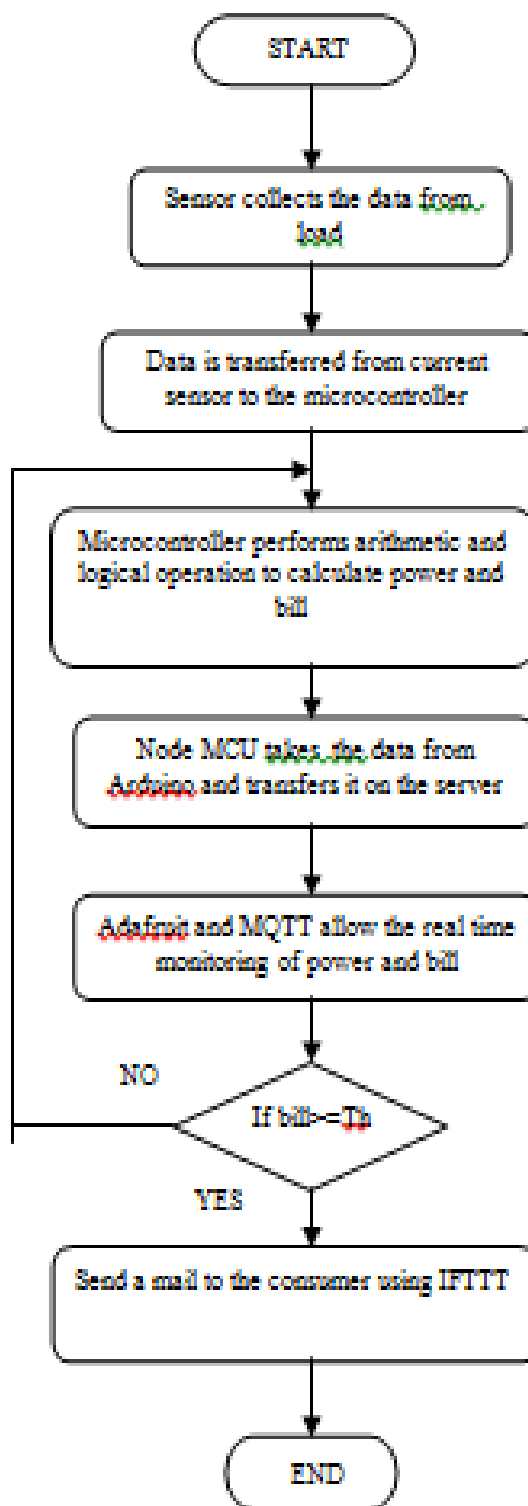 START
Sensor collects the data from
load
Data is transferred from current
sensor to the microcontroller
Microcontroller performs arithmetic and
logical operation to calculate power and
bill
Node MCU takes the data from
Arduino and transfers it on the server
Adafruit and MQTT allow the real time
monitoring of power and bill
NO
If bill>=Th
YES
Send a mail to the consumer using IFTTT
END